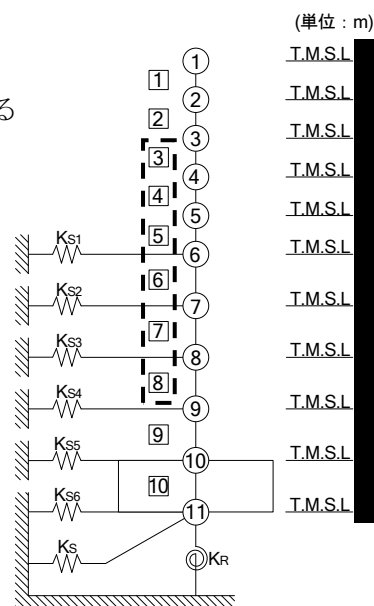 (単位：m)
① T.M.S.L
1
② T.M.S.L
る
2
③ T.M.S.L
3
④ T.M.S.L
4
⑤ T.M.S.L
5
KS1 ⑥ T.M.S.L
6
KS2 ⑦ T.M.S.L
7
KS3 ⑧ T.M.S.L
8
KS4 ⑨ T.M.S.L
9
KS5 ⑩ T.M.S.L
10
KS6 ⑪ T.M.S.L
KS KR